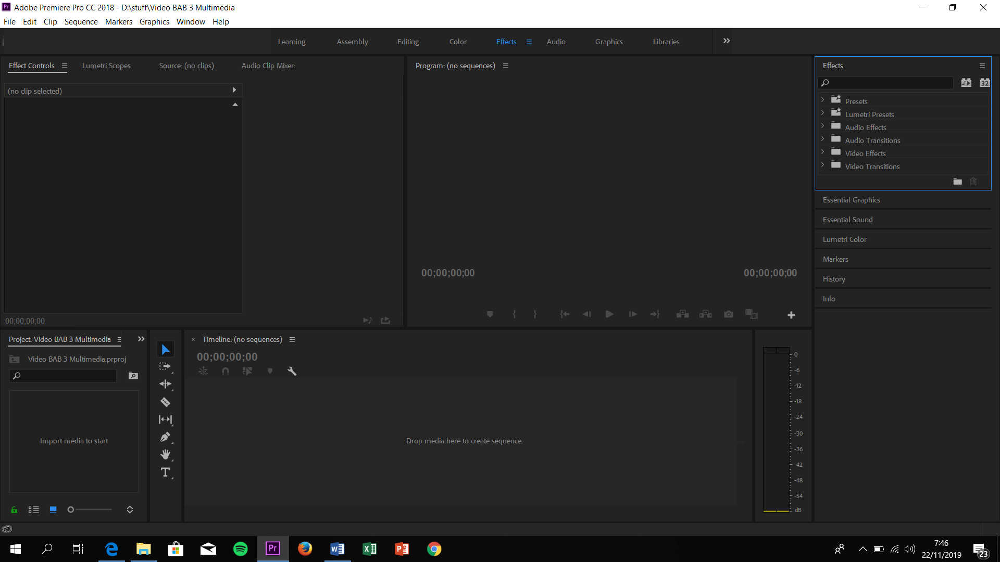 Adobe Premiere Pro CC 2018 - D:\stuff\Video BAB 3 Multimedia
File Edit Clip Sequence Markers Graphics Window Help
Learning Assembly Editing Color Effects Audio Graphics Libraries
Effect Controls Lumetri Scopes Source: (no clips) Audio Clip Mixer:
(no clip selected)
00;00;00;00
Program: (no sequences)
00;00;00;00 00;00;00;00
Effects
32
Presets
Lumetri Presets
Audio Effects
Audio Transitions
Video Effects
Video Transitions
Essential Graphics
Essential Sound
Lumetri Color
Markers
History
Info
Project: Video BAB 3 Multimedia
Video BAB 3 Multimedia.prproj
Import media to start
Timeline: (no sequences)
00;00;00;00
Drop media here to create sequence.
0
-6
-12
-18
-24
-30
-36
-42
-48
-54
dB
Pr
7:46
22/11/2019
23